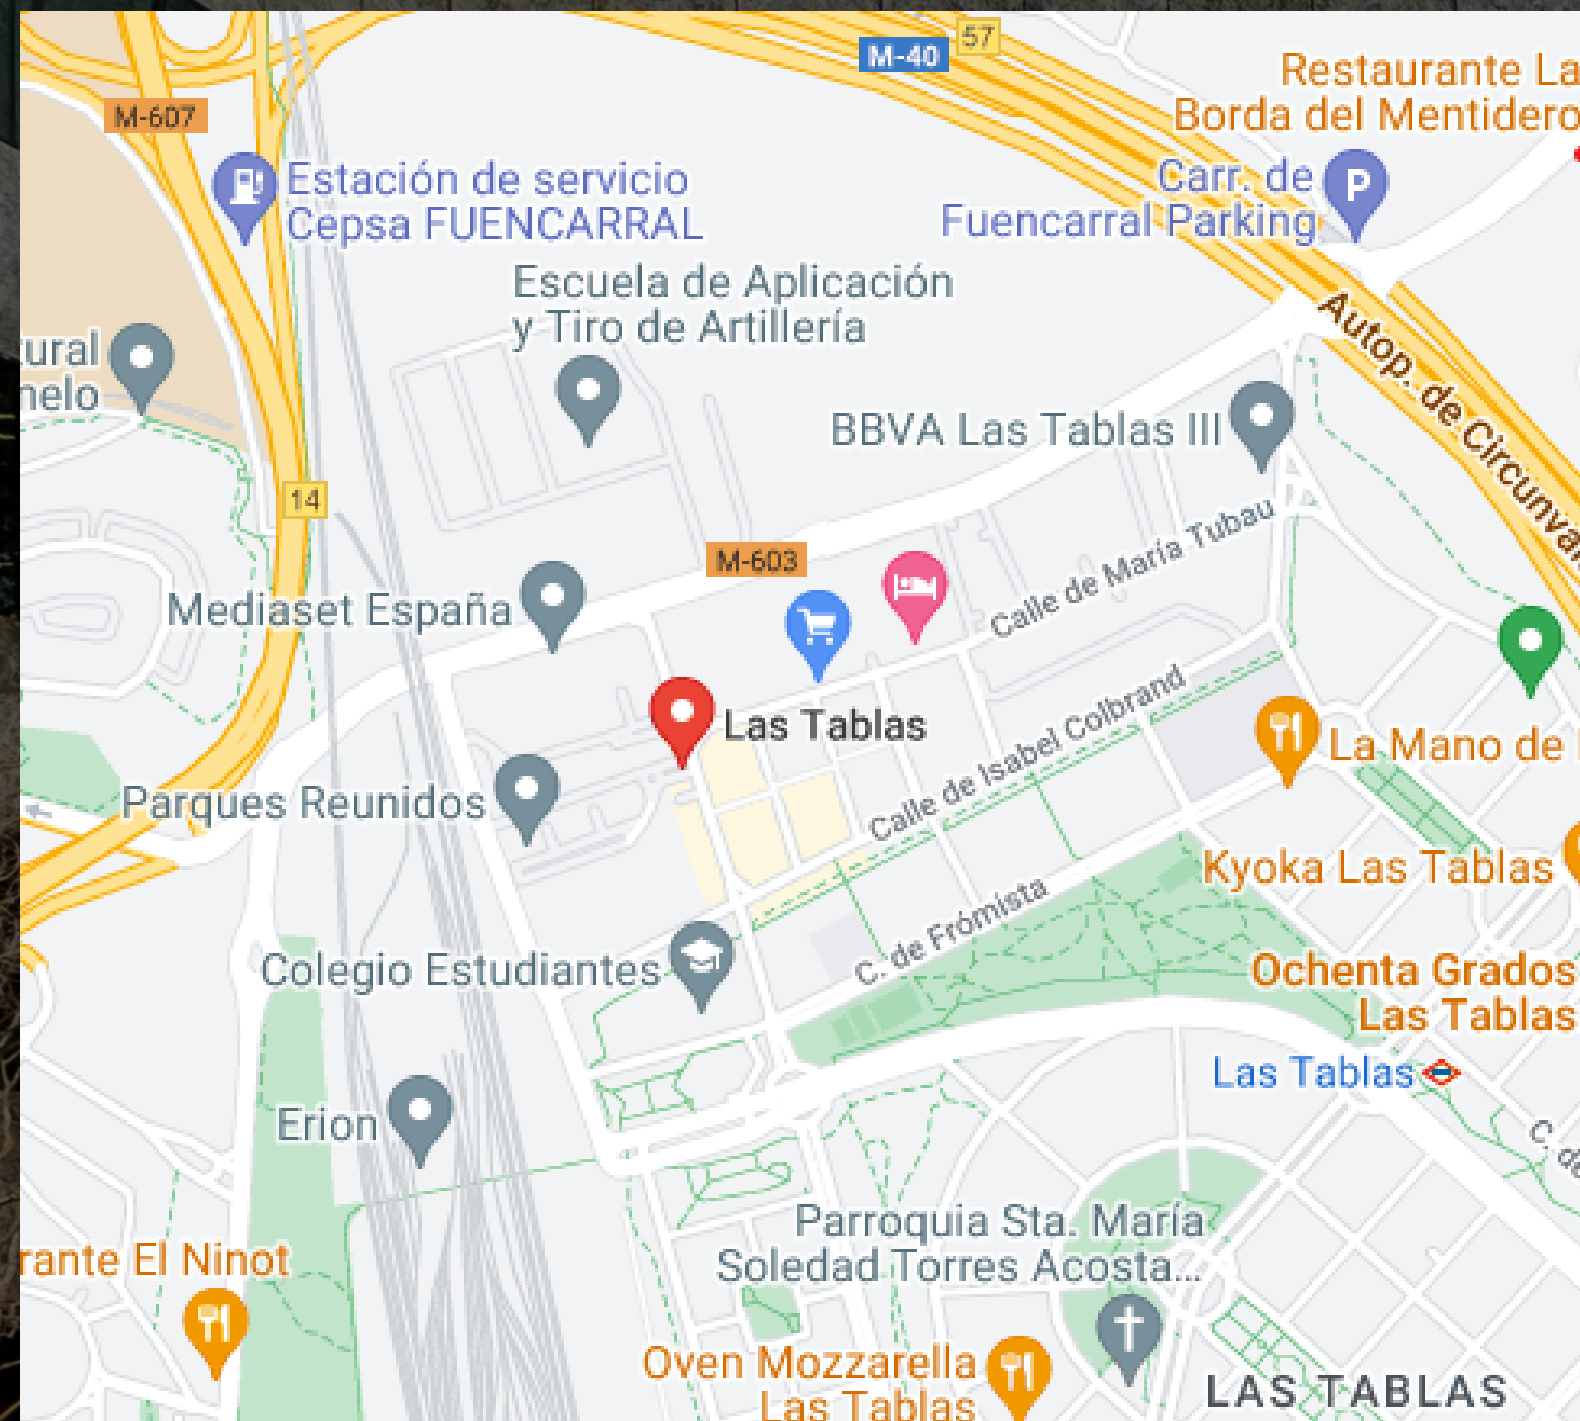 M-40
57
Restaurante La
Borda del Mentidero
M-607
Estación de servicio
Cepsa FUENCARRAL
Carr. de
Fuencarral Parking
P
Escuela de Aplicación
y Tiro de Artillería
Autop. de Circunva
ural
nelo
BBVA Las Tablas III
14
Calle de María Tubau
M-603
Mediaset España
Las Tablas
Calle de Isabel Colbrand
La Mano de
Parques Reunidos
Kyoka Las Tablas
C. de Frómista
Colegio Estudiantes
Ochenta Grados
Las Tablas
Las Tablas
Erion
C. de
Parroquia Sta. María
Soledad Torres Acosta...
rante El Ninot
Oven Mozzarella
Las Tablas
LAS TABLAS